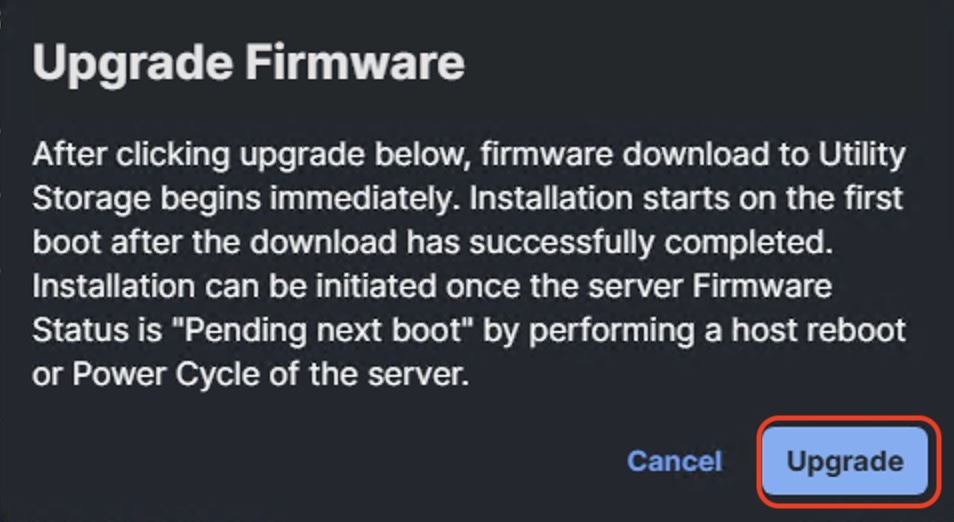 Upgrade Firmware
After clicking upgrade below, firmware download to Utility
Storage begins immediately. Installation starts on the first
boot after the download has successfully completed.
Installation can be initiated once the server Firmware
Status is "Pending next boot" by performing a host reboot
or Power Cycle of the server.
Cancel
Upgrade